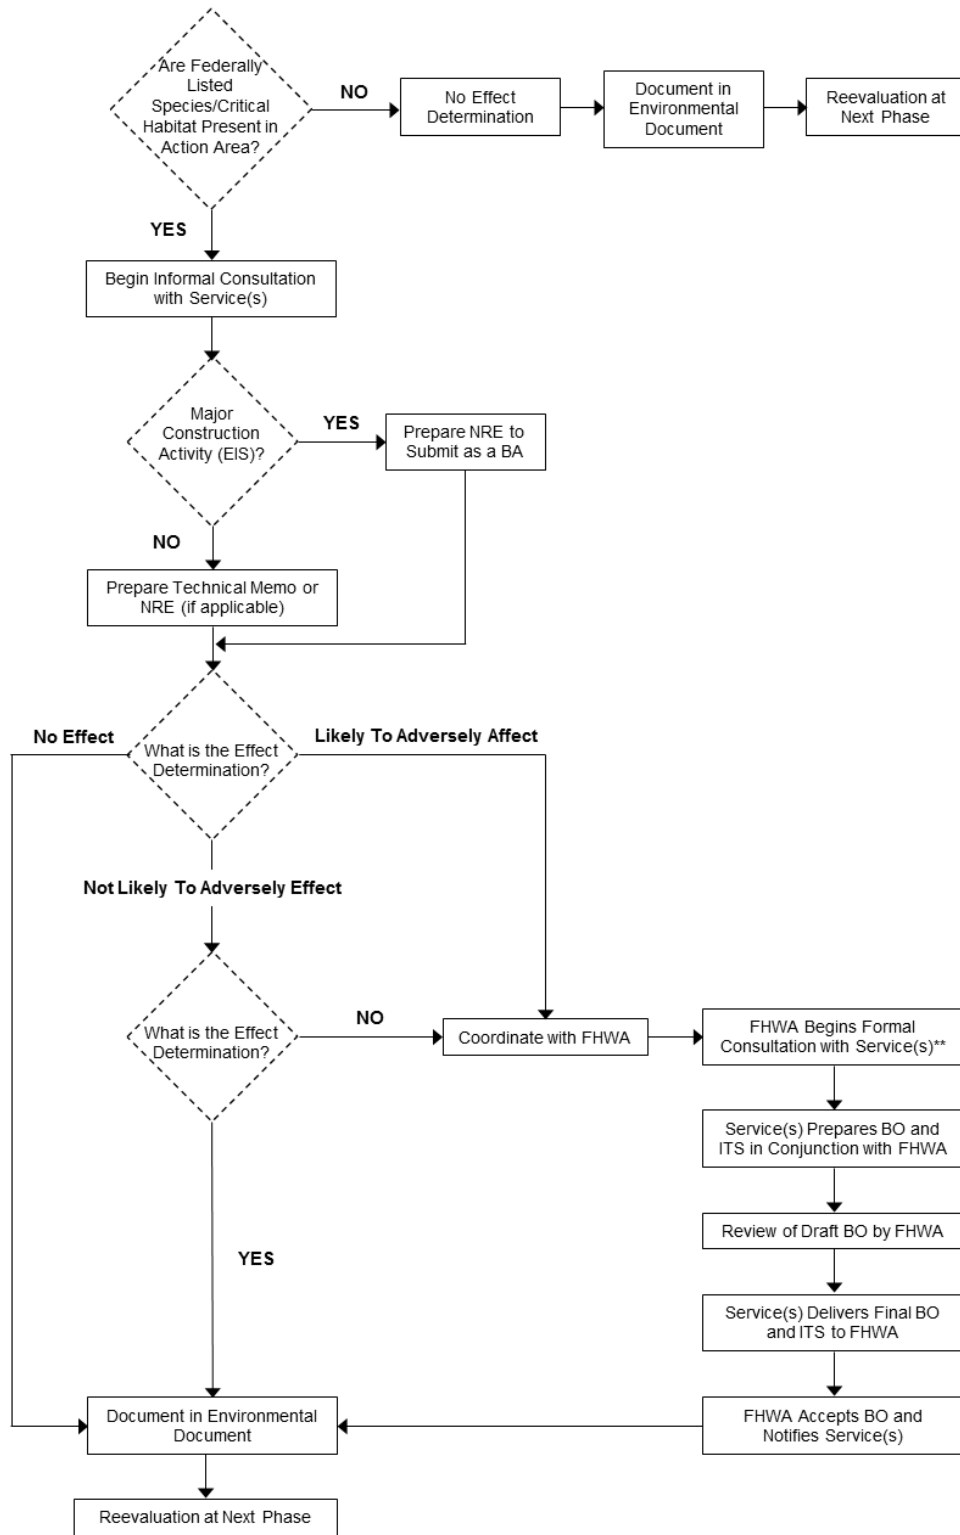 Are Federally
Listed
Species/Critical
Habitat Present in
Action Area?
NO
No Effect
Determination
Document in
Environmental
Document
Reevaluation at
Next Phase
YES
Begin Informal Consultation
with Service(s)
Major
Construction
Activity (EIS)?
YES
Prepare NRE to
Submit as a BA
NO
Prepare Technical Memo or
NRE (if applicable)
No Effect
What is the Effect
Determination?
Likely To Adversely Affect
Not Likely To Adversely Effect
What is the Effect
Determination?
NO
Coordinate with FHWA
FHWA Begins Formal
Consultation with Service(s)**
Service(s) Prepares BO and
ITS in Conjunction with FHWA
Review of Draft BO by FHWA
YES
Service(s) Delivers Final BO
and ITS to FHWA
FHWA Accepts BO and
Notifies Service(s)
Document in Environmental
Document
Reevaluation at Next Phase